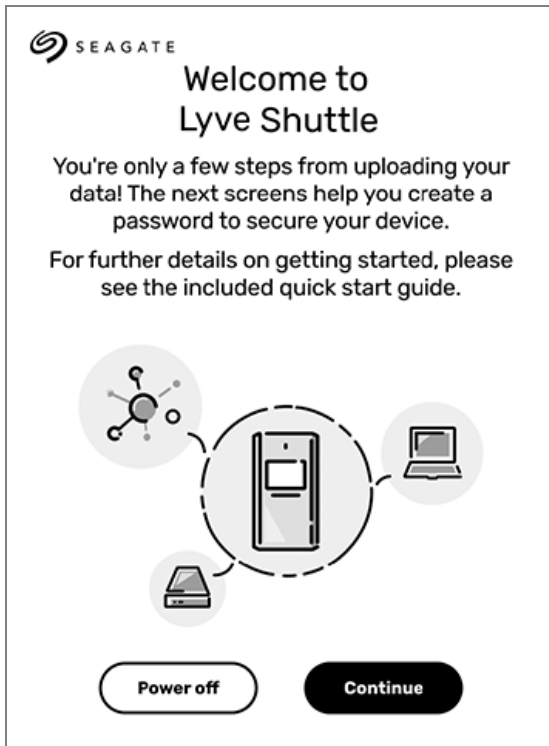 SEAGATE
Welcome to
Lyve Shuttle
You're only a few steps from uploading your
data! The next screens help you create a
password to secure your device.
For further details on getting started, please
see the included quick start guide.
Power off
Continue